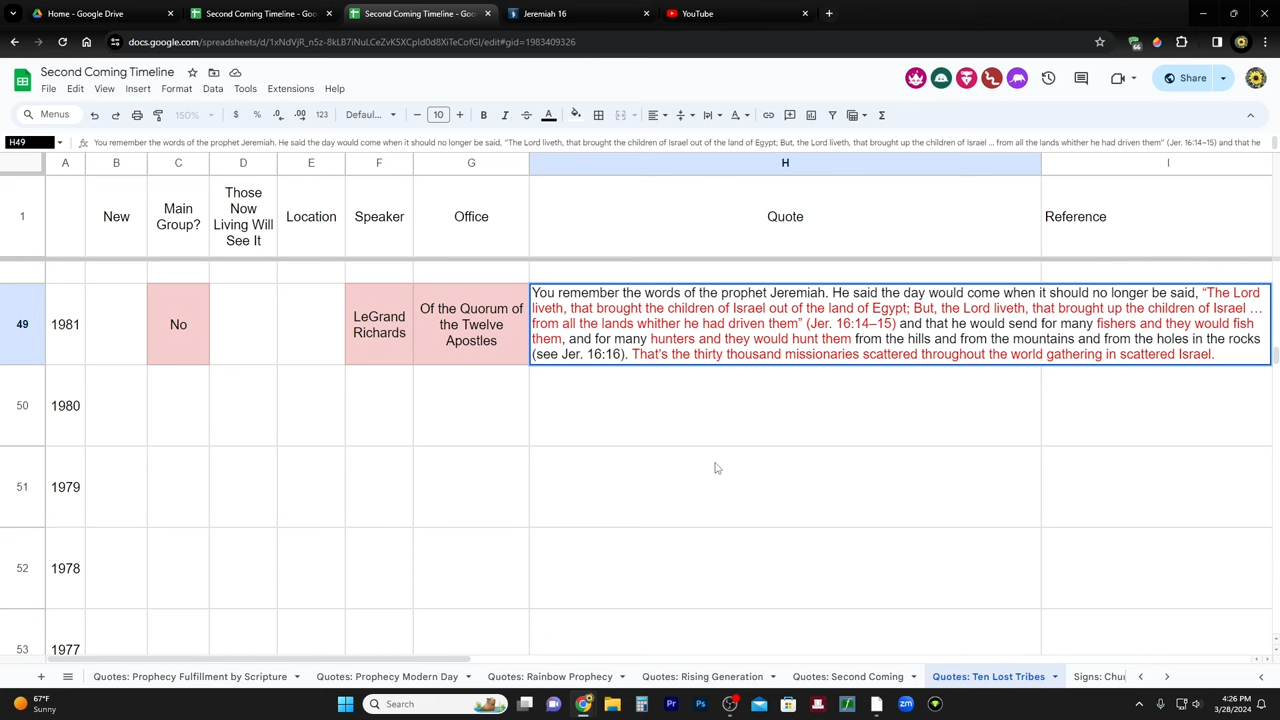 Home - Google Drive
Second Coming Timeline - Goo
Second Coming Timeline - Goo
Jeremiah 16
YouTube
docs.google.com/spreadsheets/d/1xNdVjR_n5z-8kLB7iNuLCeZvK5XCpId0d8XiTeCofGI/edit#gid=1983409326
Second Coming Timeline
File Edit View Insert Format Data Tools Extensions Help
Share
Menus 150% $ % .0 .00 123 Defaul... 10 B I A
H49 fx You remember the words of the prophet Jeremiah. He said the day would come when it should no longer be said, “The Lord liveth, that brought the children of Israel out of the land of Egypt; But, the Lord liveth, that brought up the children of Israel … from all the lands whither he had driven them” (Jer. 16:14–15) and that he
A B C D E F G H I
1 New Main Group? Those Now Living Will See It Location Speaker Office Quote Reference
49 1981 No LeGrand Richards Of the Quorum of the Twelve Apostles
You remember the words of the prophet Jeremiah. He said the day would come when it should no longer be said, “The Lord
liveth, that brought the children of Israel out of the land of Egypt; But, the Lord liveth, that brought up the children of Israel …
from all the lands whither he had driven them” (Jer. 16:14–15) and that he would send for many fishers and they would fish
them, and for many hunters and they would hunt them from the hills and from the mountains and from the holes in the rocks
(see Jer. 16:16). That’s the thirty thousand missionaries scattered throughout the world gathering in scattered Israel.
50 1980
51 1979
52 1978
53 1977
Quotes: Prophecy Fulfillment by Scripture Quotes: Prophecy Modern Day Quotes: Rainbow Prophecy Quotes: Rising Generation Quotes: Second Coming Quotes: Ten Lost Tribes Signs: Chu
67°F
Sunny
Search
4:26 PM
3/28/2024